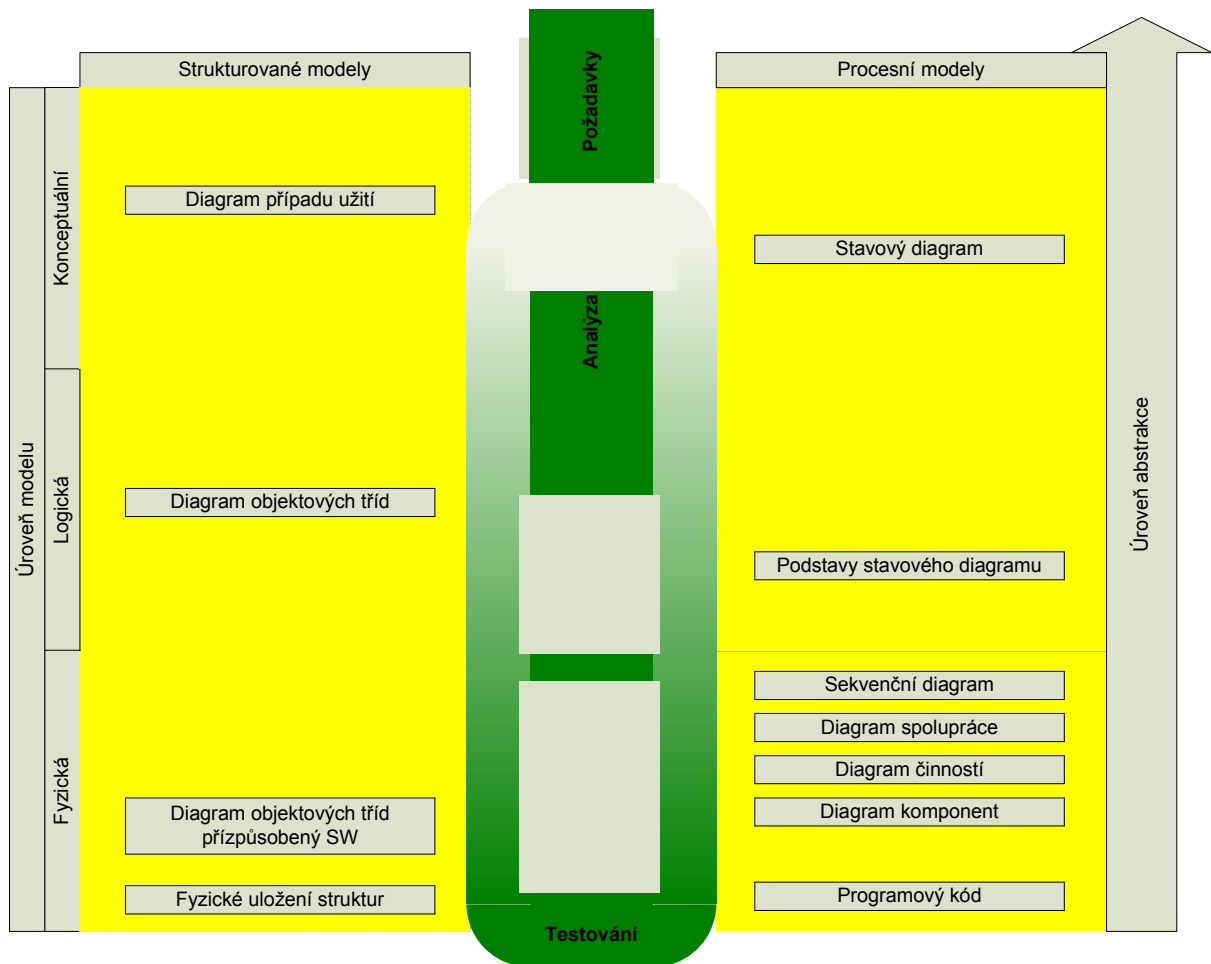 Strukturované modely
Požadavky
Procesní modely
Úroveň modelu
Konceptuální
Diagram případu užití
Stavový diagram
Analýza
Úroveň abstrakce
Logická
Diagram objektových tříd
Podstavy stavového diagramu
Fyzická
Sekvenční diagram
Diagram spolupráce
Diagram činností
Diagram objektových tříd
přízpůsobený SW
Diagram komponent
Fyzické uložení struktur
Programový kód
Testování